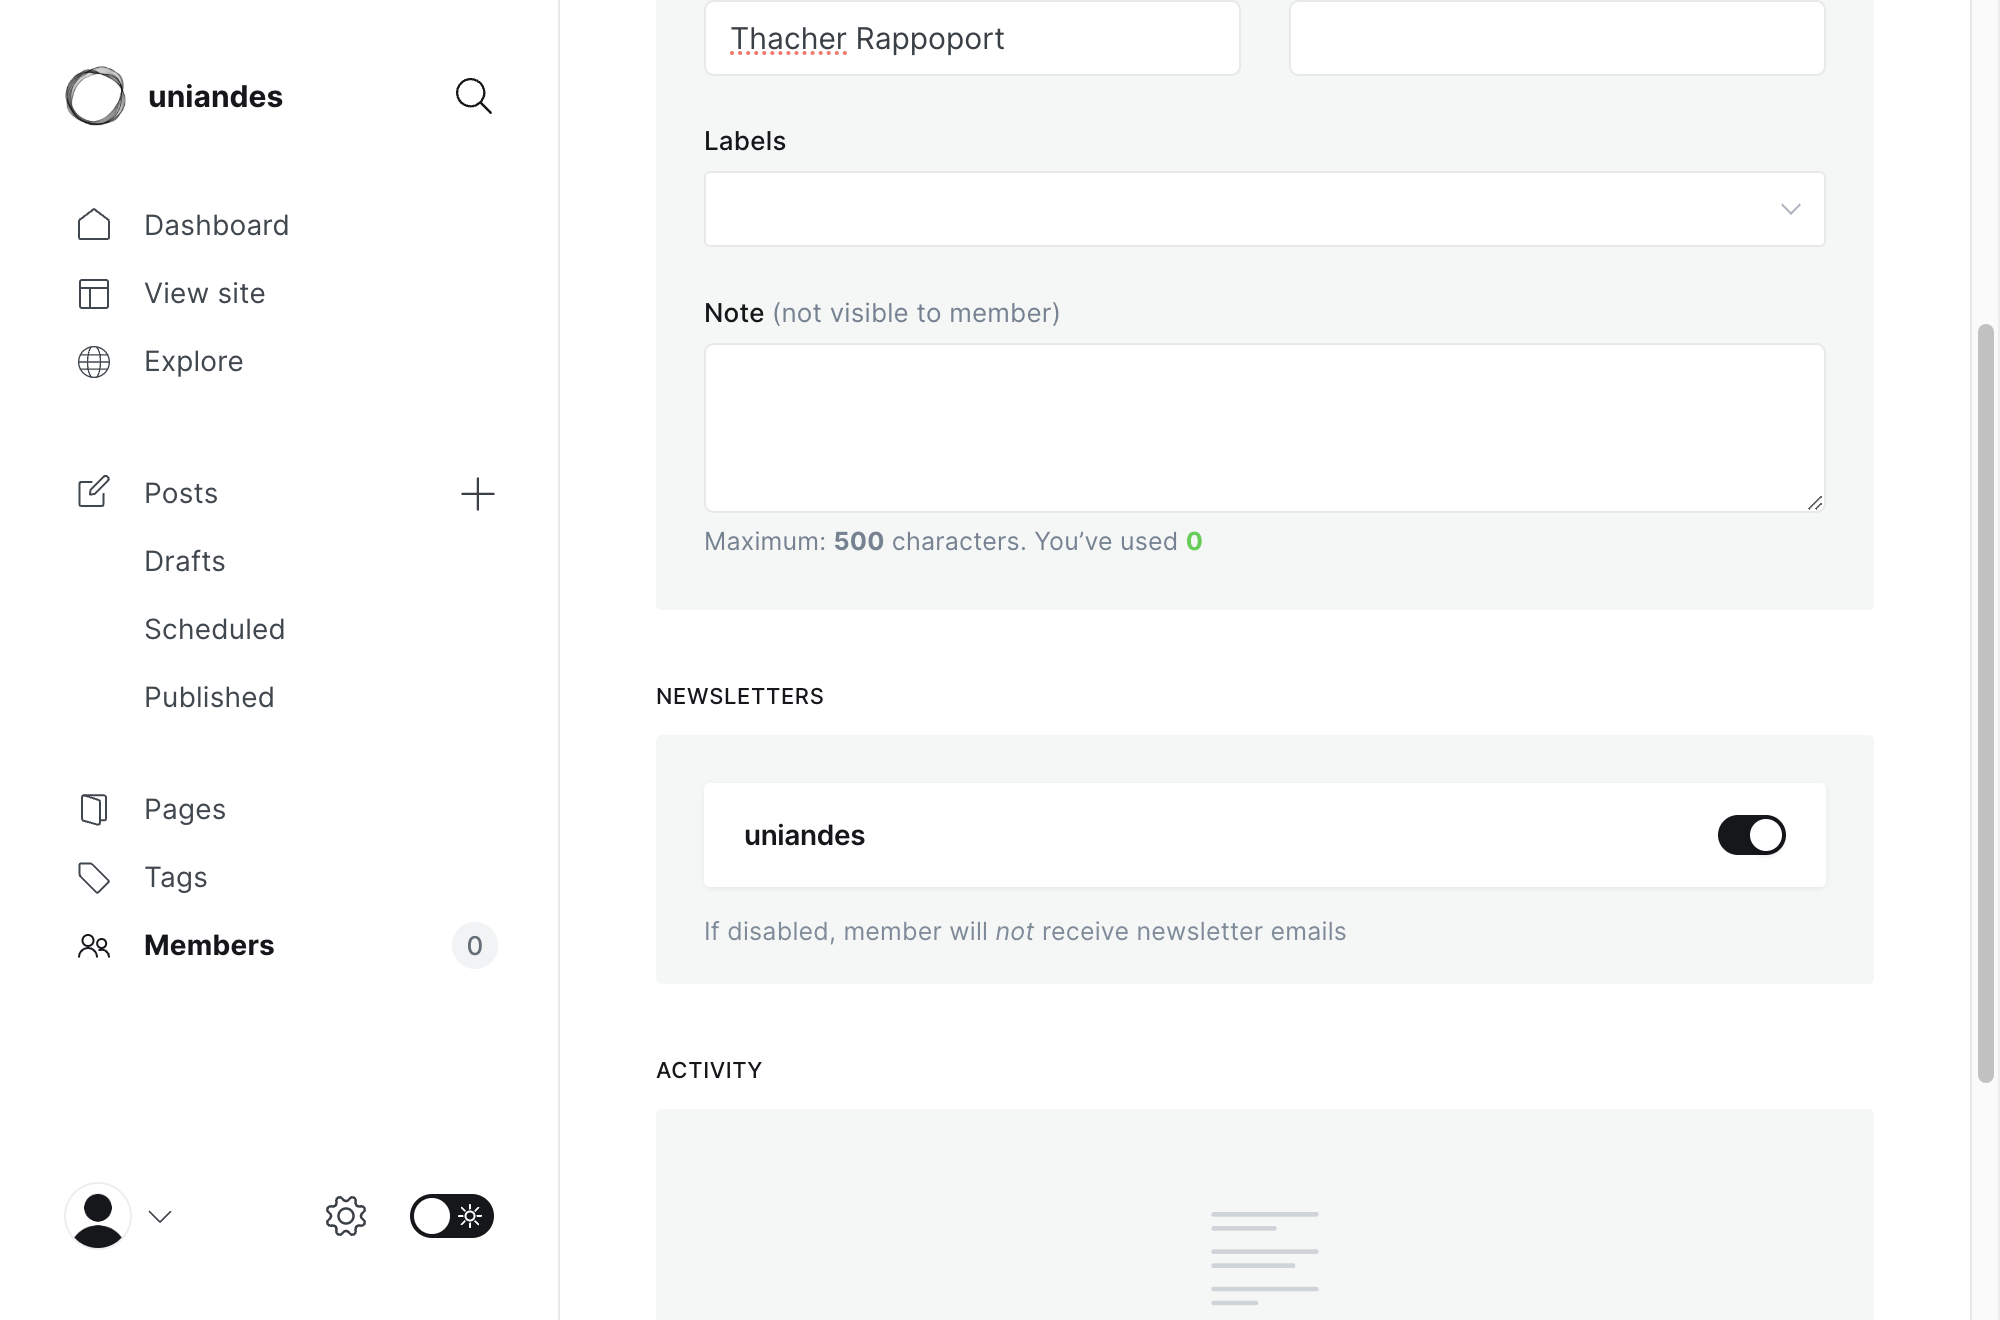 uniandes
Dashboard
View site
Explore
Posts
Drafts
Scheduled
Published
Pages
Tags
Members 0
Thacher Rappoport
Labels
Note (not visible to member)
Maximum: 500 characters. You’ve used 0
NEWSLETTERS
uniandes
If disabled, member will not receive newsletter emails
ACTIVITY